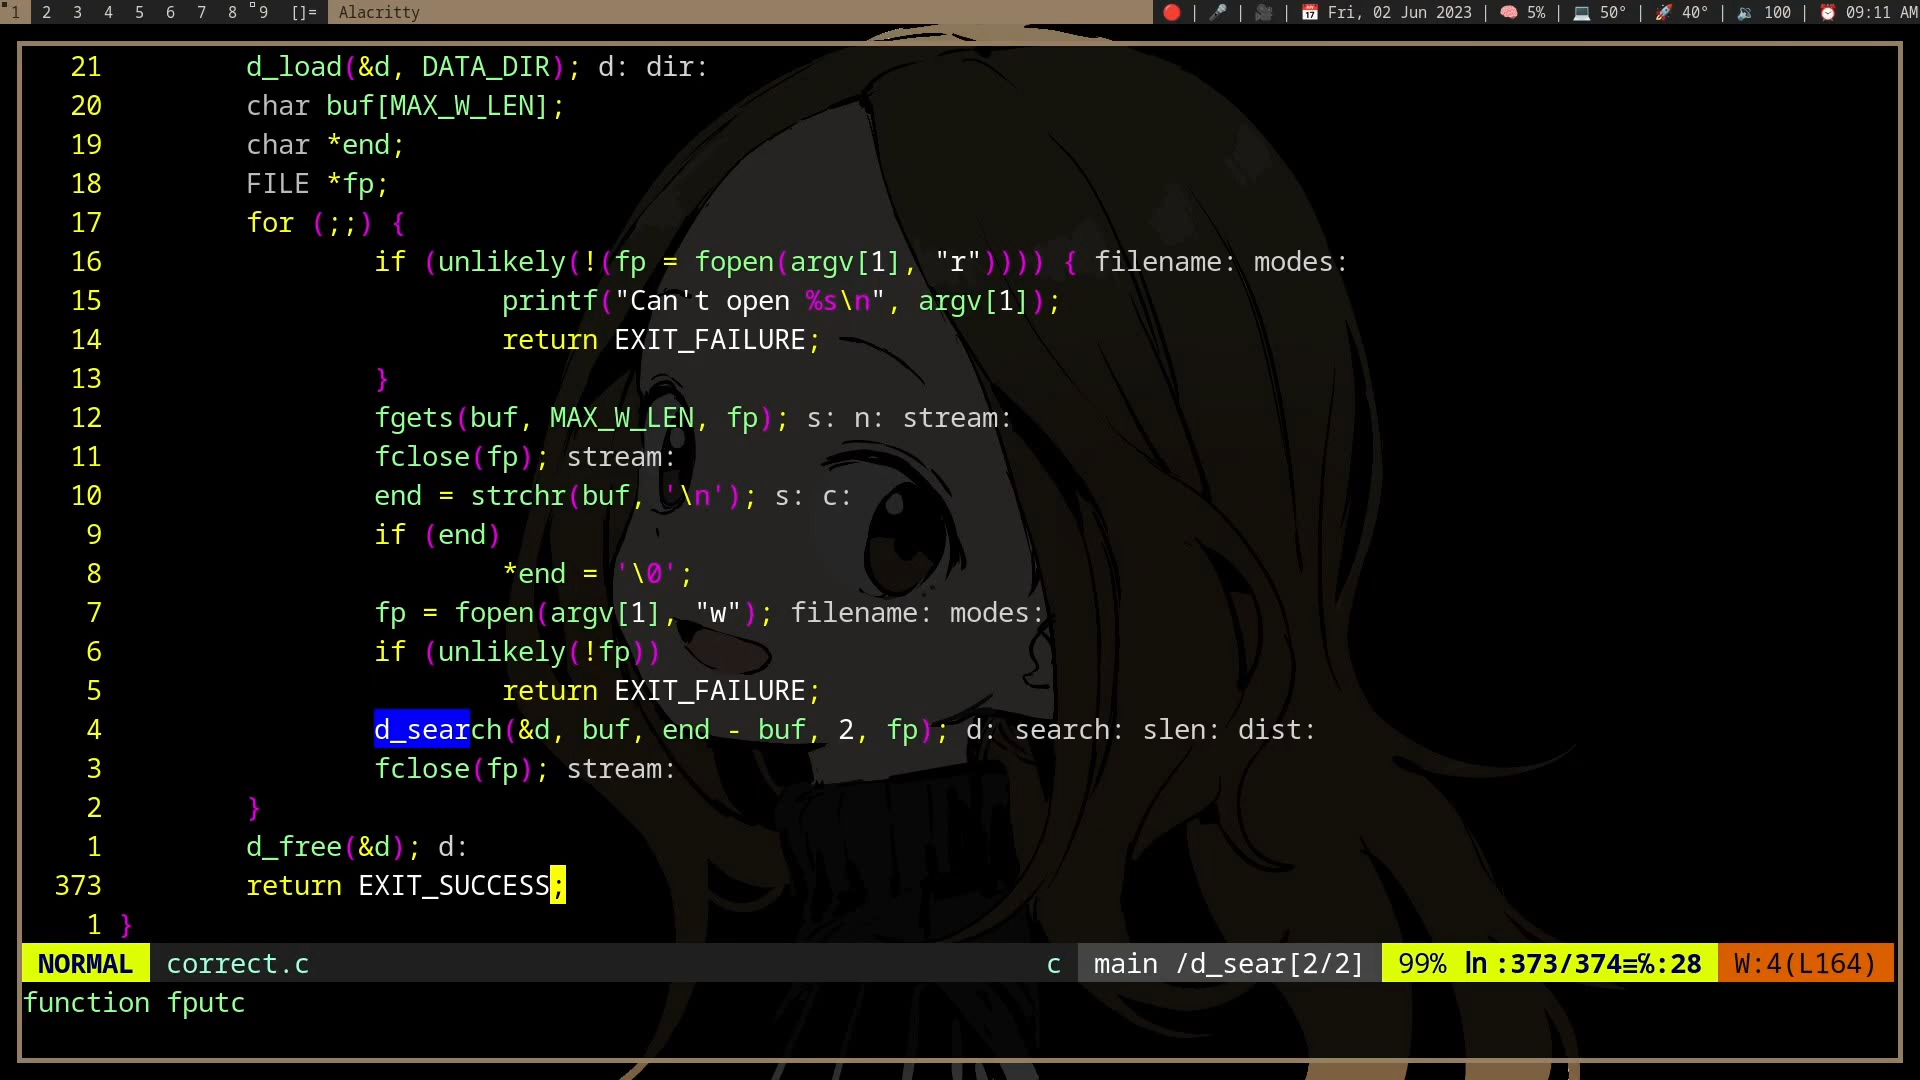 1 2 3 4 5 6 7 8 9 []= Alacritty | | | Fri, 02 Jun 2023 | 5% | 50° | 40° | 100 | 09:11 AM
21 d_load(&d, DATA_DIR); d: dir:
20 char buf[MAX_W_LEN];
19 char *end;
18 FILE *fp;
17 for (;;) {
16 if (unlikely(!(fp = fopen(argv[1], "r")))) { filename: modes:
15 printf("Can't open %s\n", argv[1]);
14 return EXIT_FAILURE;
13 }
12 fgets(buf, MAX_W_LEN, fp); s: n: stream:
11 fclose(fp); stream:
10 end = strchr(buf, '\n'); s: c:
9 if (end)
8 *end = '\0';
7 fp = fopen(argv[1], "w"); filename: modes:
6 if (unlikely(!fp))
5 return EXIT_FAILURE;
4 d_search(&d, buf, end - buf, 2, fp); d: search: slen: dist:
3 fclose(fp); stream:
2 }
1 d_free(&d); d:
373 return EXIT_SUCCESS;
1 }
NORMAL correct.c c main /d_sear[2/2] 99% ㏑:373/374≡℅:28 W:4(L164)
function fputc